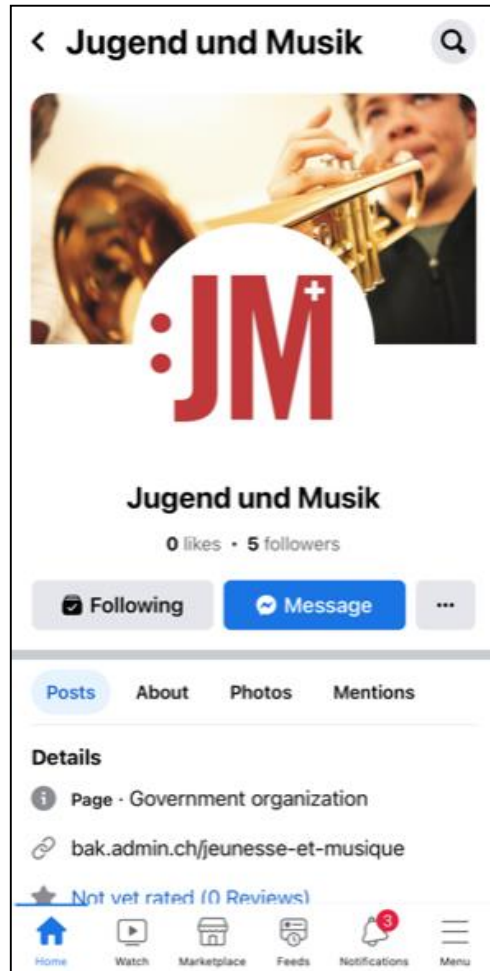 Jugend und Musik
:JM
Jugend und Musik
0 likes · 5 followers
Following Message
Posts About Photos Mentions
Details
Page · Government organization
bak.admin.ch/jeunesse-et-musique
Not yet rated (0 Reviews)
3
Home Watch Marketplace Feeds Notifications Menu